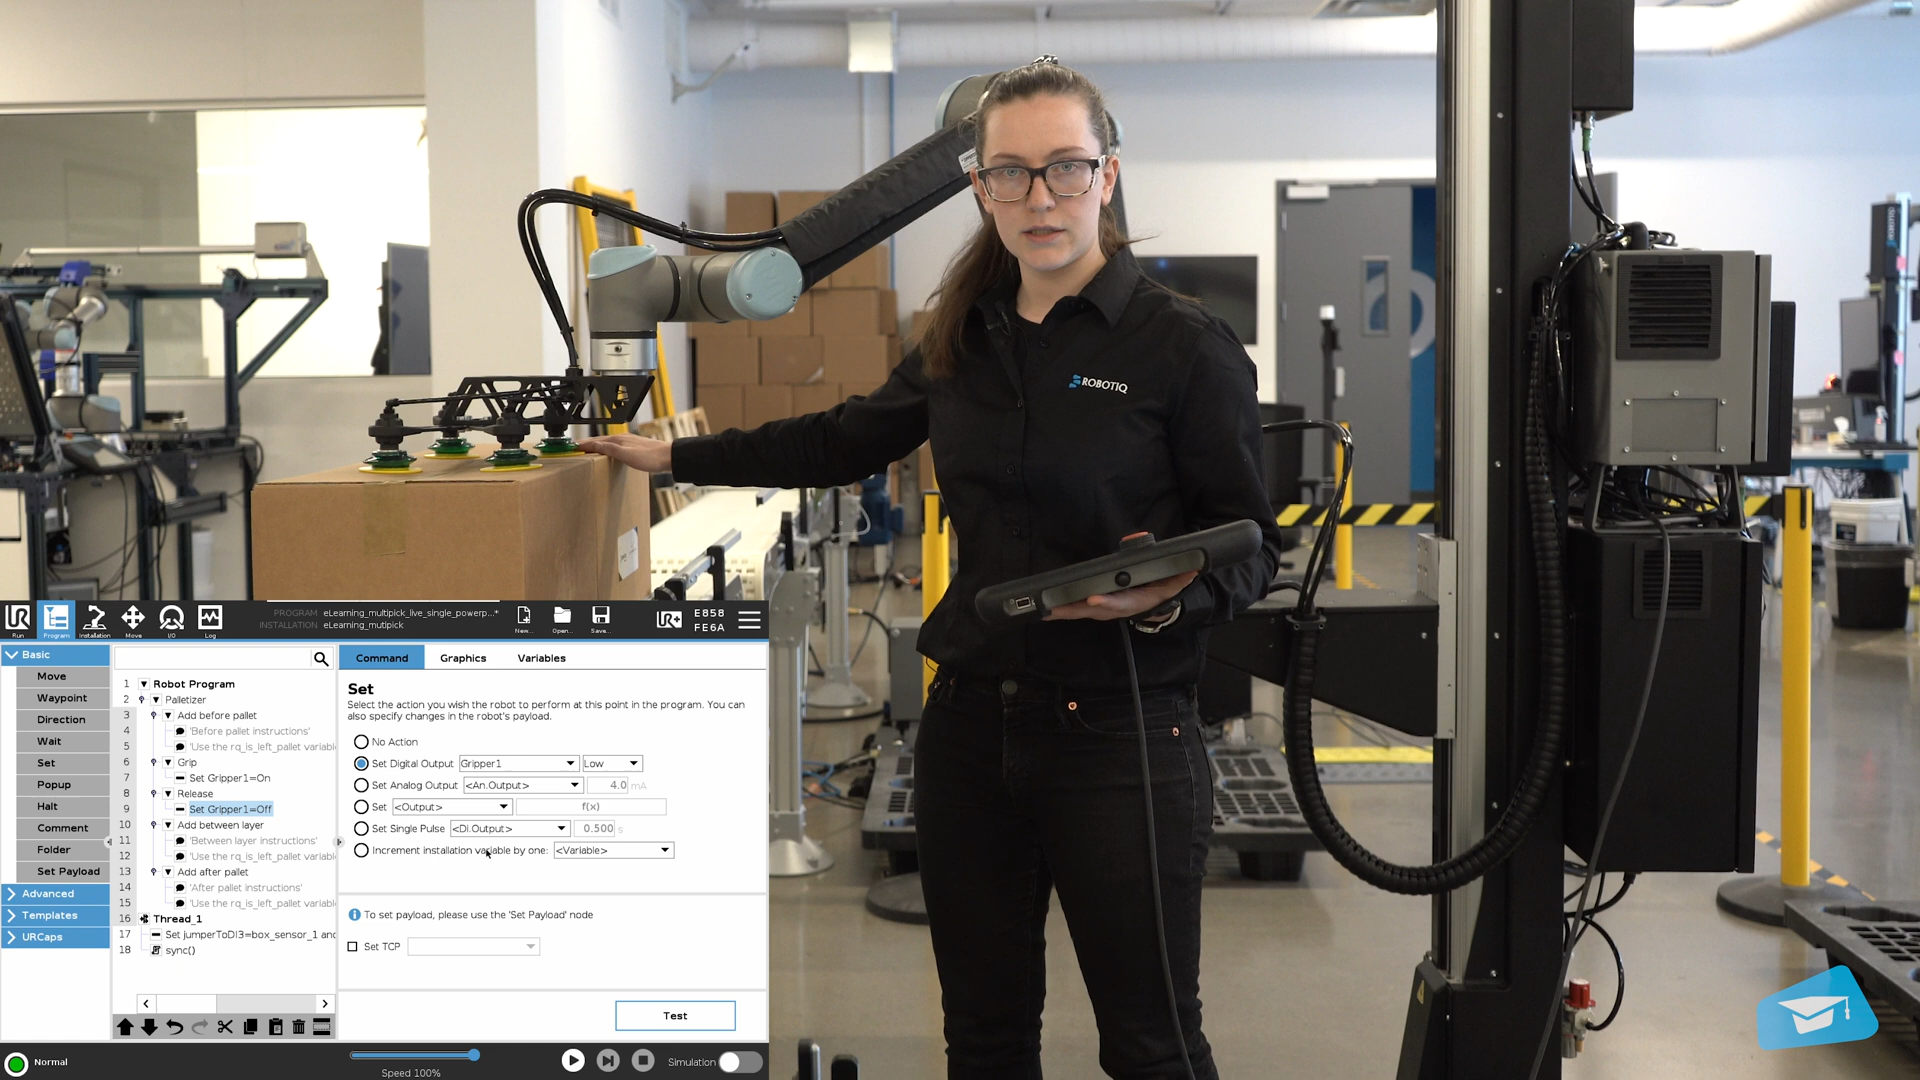 ROBOTIQ
Run
Program
Installation
Move
I/O
Log
PROGRAM eLearning_multipick_live_single_powerp...*
INSTALLATION eLearning_mutlipick
New...
Open...
Save...
UR+
E858
FE6A
Basic
Move
Waypoint
Direction
Wait
Set
Popup
Halt
Comment
Folder
Set Payload
Advanced
Templates
URCaps
1 Robot Program
2 Palletizer
3 Add before pallet
4 'Before pallet instructions'
5 'Use the rq_is_left_pallet variabl
6 Grip
7 Set Gripper1=On
8 Release
9 Set Gripper1=Off
10 Add between layer
11 'Between layer instructions'
12 'Use the rq_is_left_pallet variabl
13 Add after pallet
14 'After pallet instructions'
15 'Use the rq_is_left_pallet variabl
16 Thread_1
17 Set jumperToDI3=box_sensor_1 and
18 sync()
Command Graphics Variables
Set
Select the action you wish the robot to perform at this point in the program. You can
also specify changes in the robot's payload.
No Action
Set Digital Output Gripper1 Low
Set Analog Output <An.Output> 4.0 mA
Set <Output> f(x)
Set Single Pulse <DI.Output> 0.500 s
Increment installation variable by one: <Variable>
To set payload, please use the 'Set Payload' node
Set TCP
Test
Normal
Speed 100%
Simulation